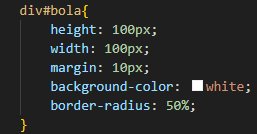 div#bola{
height: 100px;
width: 100px;
margin: 10px;
background-color: white;
border-radius: 50%;
}